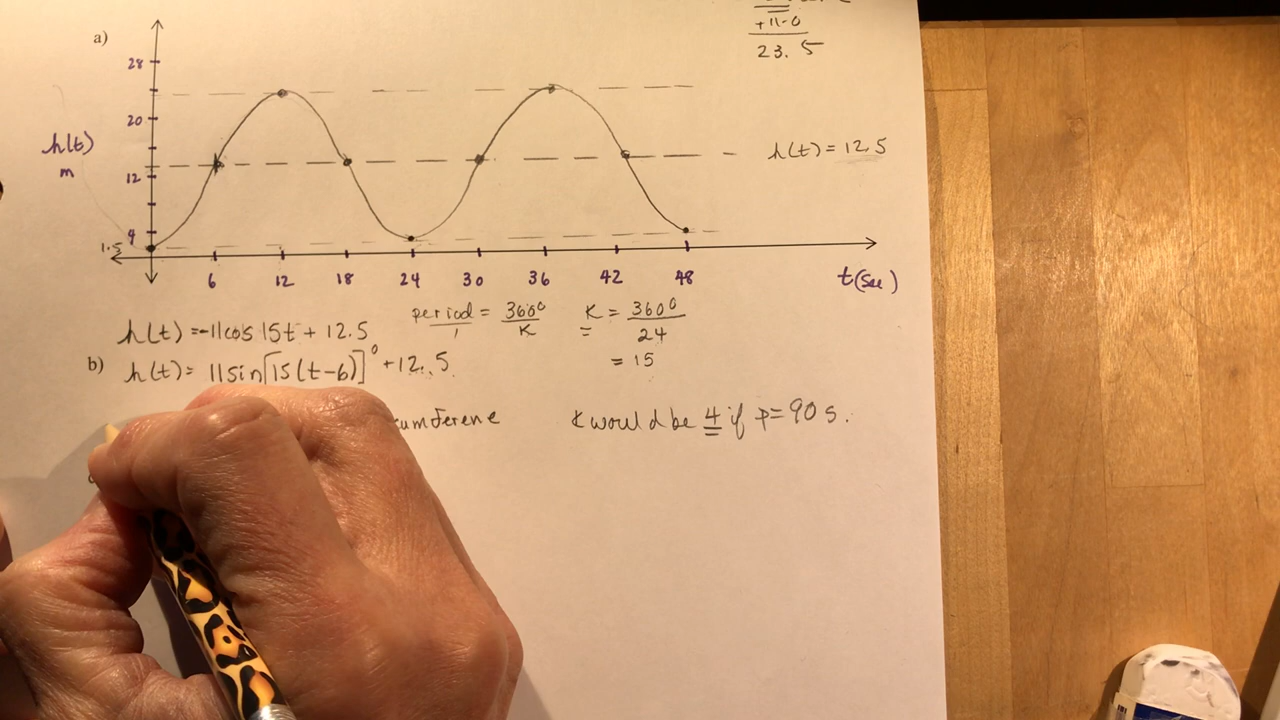 +11.0
23.5
a)
28
20
h(t)
m
12
4
1.5
h(t) = 12.5
6 12 18 24 30 36 42 48 t(sec)
period = 360° / K
K = 360° / 24
= 15
h(t) = -11cos 15t + 12.5
b) h(t) = 11sin[15(t-6)]° + 12.5
K would be 4 if p = 90 s.